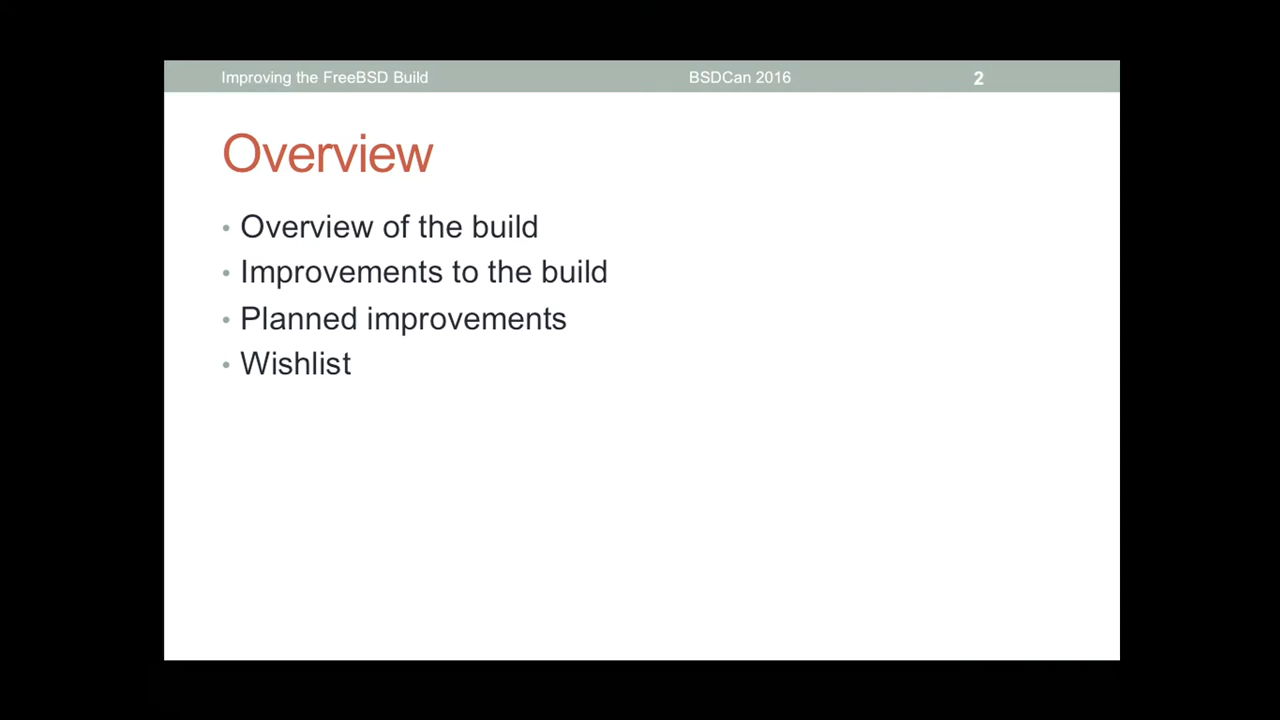 Improving the FreeBSD Build BSDCan 2016 2
Overview
• Overview of the build
• Improvements to the build
• Planned improvements
• Wishlist